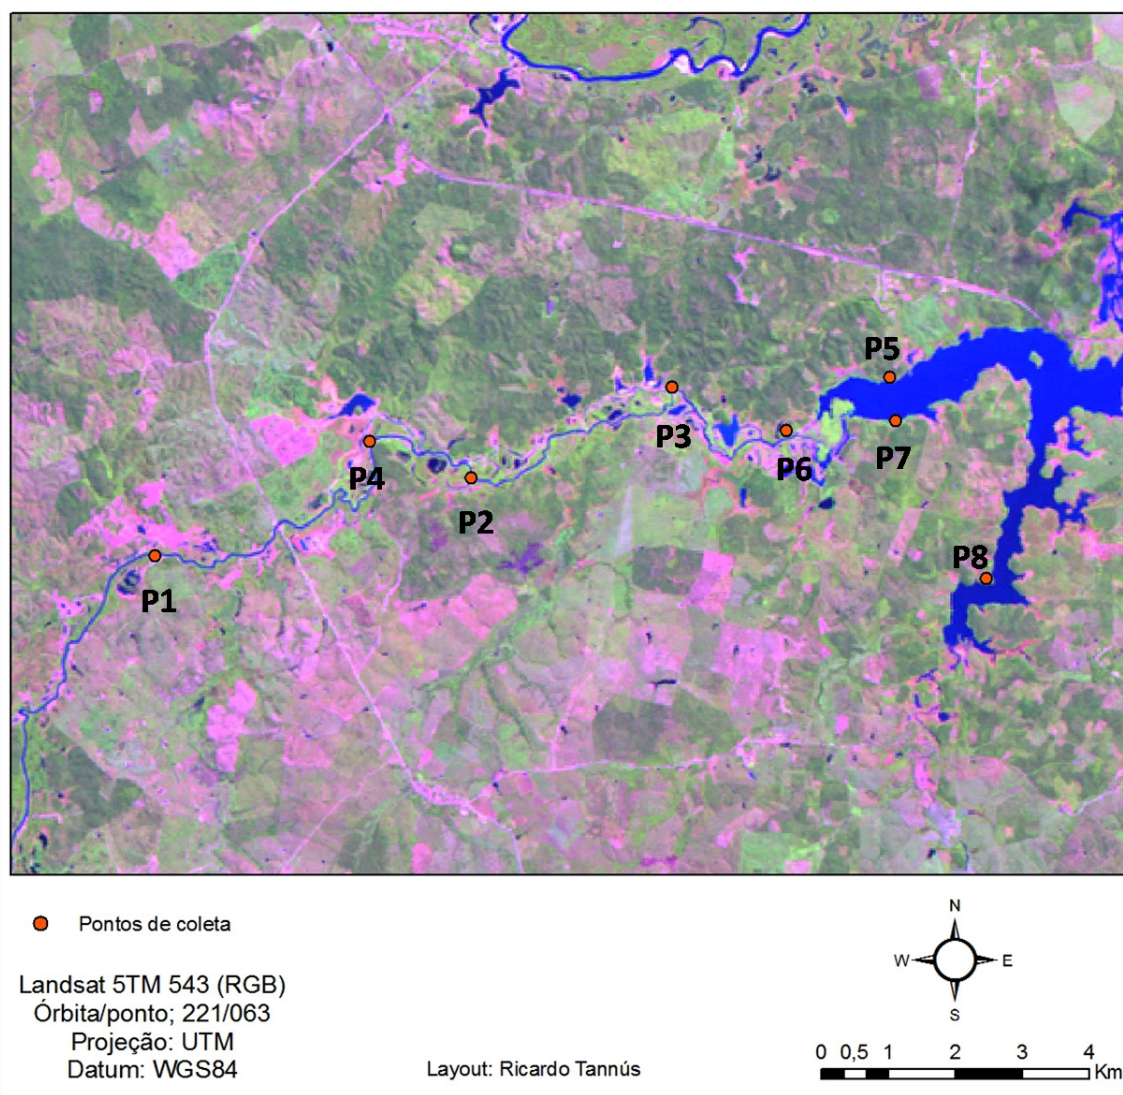 P5
P3
P7
P6
P4
P2
P8
P1
Pontos de coleta
N
W E
S
Landsat 5TM 543 (RGB)
Órbita/ponto; 221/063
Projeção: UTM
Datum: WGS84
Layout: Ricardo Tannús
0 0,5 1 2 3 4
Km